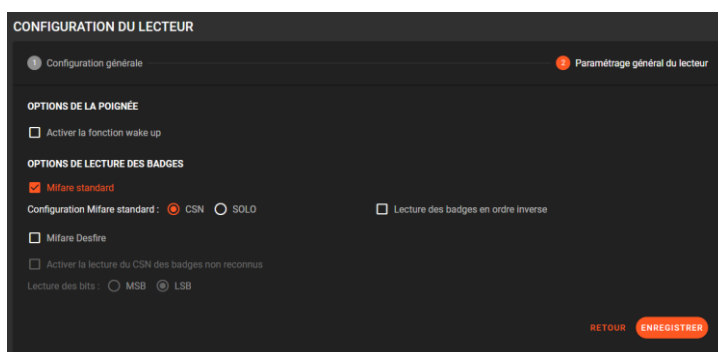 CONFIGURATION DU LECTEUR
1 Configuration générale
2 Paramétrage général du lecteur
OPTIONS DE LA POIGNÉE
Activer la fonction wake up
OPTIONS DE LECTURE DES BADGES
Mifare standard
Configuration Mifare standard : CSN SOLO
Lecture des badges en ordre inverse
Mifare Desfire
Activer la lecture du CSN des badges non reconnus
Lecture des bits : MSB LSB
RETOUR ENREGISTRER